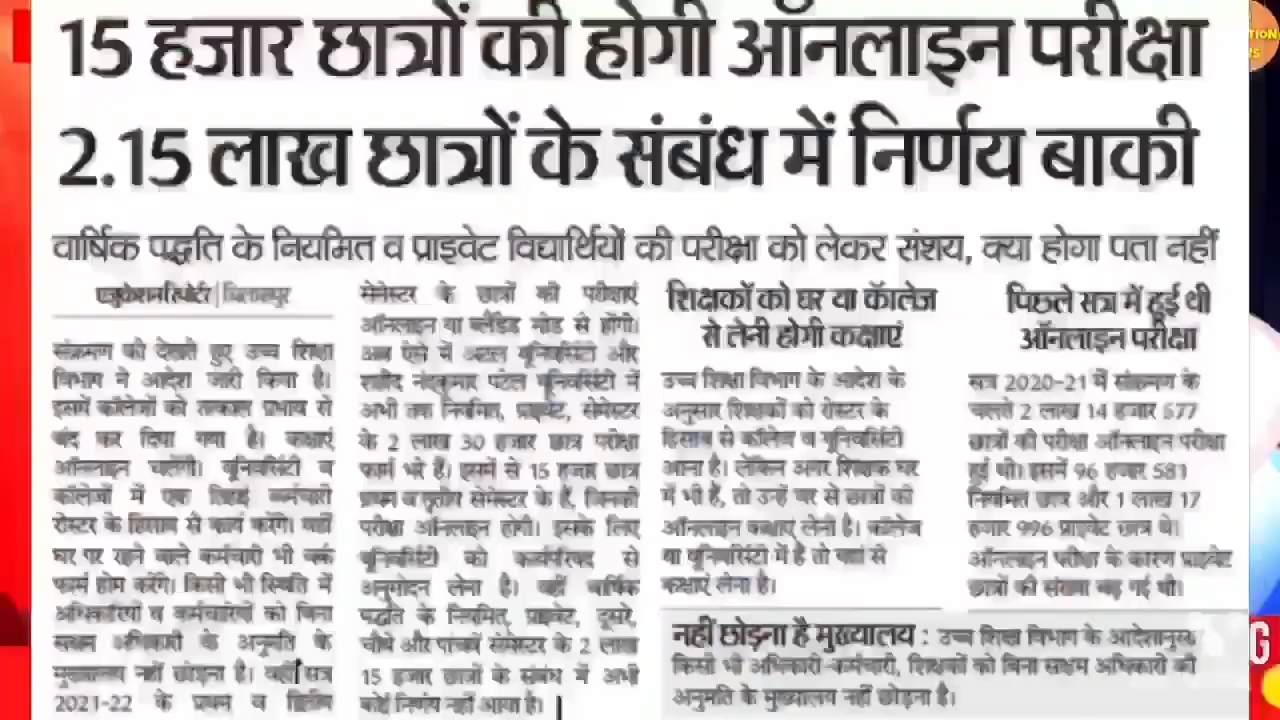 15 हजार छात्रों की होगी ऑनलाइन परीक्षा
2.15 लाख छात्रों के संबंध में निर्णय बाकी
वार्षिक पद्धति के नियमित व प्राइवेट विद्यार्थियों की परीक्षा को लेकर संशय, क्या होगा पता नहीं
एजुकेशन रिपोर्टर | बिलासपुर
संक्रमण को देखते हुए उच्च शिक्षा
विभाग ने आदेश जारी किया है।
इसमें कॉलेजों को तत्काल प्रभाव से
बंद कर दिया गया है। कक्षाएं
ऑनलाइन चलेंगी। यूनिवर्सिटी व
कॉलेजों में एक तिहाई कर्मचारी
रोस्टर के हिसाब से कार्य करेंगे। वहीं
घर पर रहने वाले कर्मचारी भी वर्क
फार्म होम करेंगे। किसी भी स्थिति में
अधिकारियों व कर्मचारियों को बिना
सक्षम अधिकारी के अनुमति के
मुख्यालय नहीं छोड़ना है। वहीं सत्र
2021-22 के प्रथम व द्वितीय
सेमेस्टर के छात्रों की परीक्षाएं
ऑनलाइन या ब्लैंडेड मोड से होंगी।
अब ऐसे में अटल यूनिवर्सिटी और
शहीद नंदकुमार पटेल यूनिवर्सिटी में
अभी तक नियमित, प्राइवेट, सेमेस्टर
के 2 लाख 30 हजार छात्र परीक्षा
फार्म भरे हैं। इसमें से 15 हजार छात्र
प्रथम व तृतीय सेमेस्टर के हैं, जिनकी
परीक्षा ऑनलाइन होगी। इसके लिए
यूनिवर्सिटी को कार्यपरिषद से
अनुमोदन लेना है। वहीं वार्षिक
पद्धति के नियमित, प्राइवेट, दूसरे,
चौथे और पांचवें सेमेस्टर के 2 लाख
15 हजार छात्रों के संबंध में अभी
कोई निर्णय नहीं आया है।
शिक्षकों को घर या कॅालेज
से लेनी होगी कक्षाएं
उच्च शिक्षा विभाग के आदेश के
अनुसार शिक्षकों को रोस्टर के
हिसाब से कॉलेज व यूनिवर्सिटी
आना है। लेकिन अगर शिक्षक घर
में भी हैं, तो उन्हें घर से छात्रों की
ऑनलाइन कक्षाएं लेनी है। कॉलेज
या यूनिवर्सिटी में हैं तो वहां से
कक्षाएं लेना है।
पिछले सत्र में हुई थी
ऑनलाइन परीक्षा
सत्र 2020-21 में संक्रमण के
चलते 2 लाख 14 हजार 577
छात्रों की परीक्षा ऑनलाइन परीक्षा
हुई थी। इसमें 96 हजार 581
नियमित छात्र और 1 लाख 17
हजार 996 प्राइवेट छात्र थे।
ऑनलाइन परीक्षा के कारण प्राइवेट
छात्रों की संख्या बढ़ गई थी।
नहीं छोड़ना है मुख्यालय : उच्च शिक्षा विभाग के आदेशानुसार
किसी भी अधिकारी-कर्मचारी, शिक्षकों को बिना सक्षम अधिकारी की
अनुमति के मुख्यालय नहीं छोड़ना है।